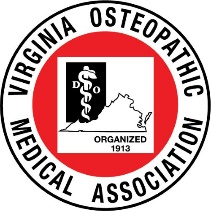 VIRGINIA OSTEOPATHIC
D O
ORGANIZED
1913
MEDICAL ASSOCIATION